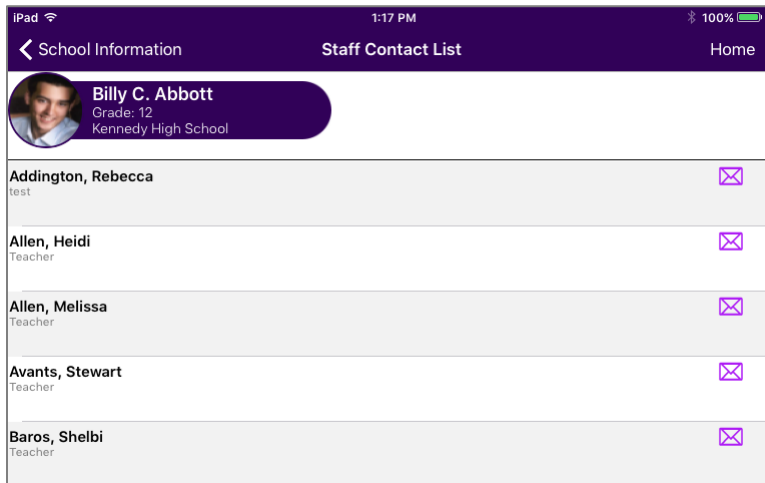 iPad 1:17 PM 100%
School Information Staff Contact List Home
Billy C. Abbott
Grade: 12
Kennedy High School
Addington, Rebecca
test
Allen, Heidi
Teacher
Allen, Melissa
Teacher
Avants, Stewart
Teacher
Baros, Shelbi
Teacher